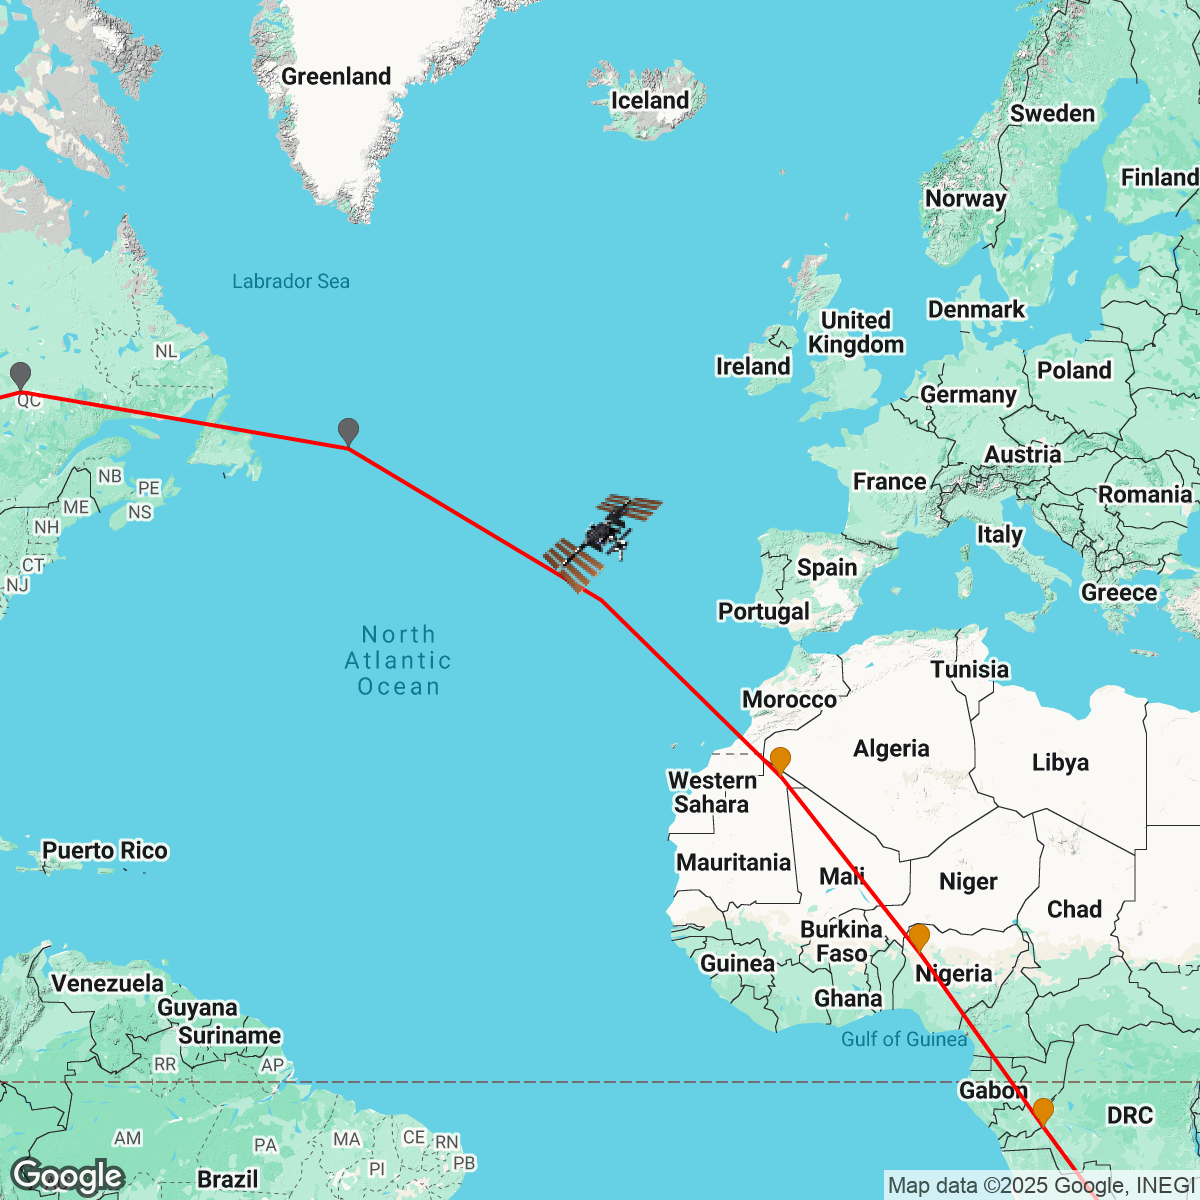 Greenland
Iceland
Sweden
Finland
Norway
Labrador Sea
Denmark
United
Kingdom
NL
Ireland
Poland
Germany
QC
Austria
France
NB
PE
Romania
ME
NS
NH
Italy
CT
Spain
NJ
Greece
Portugal
North
Atlantic
Ocean
Tunisia
Morocco
Algeria
Libya
Western
Sahara
Puerto Rico
Mauritania
Mali
Niger
Chad
Burkina
Faso
Guinea
Nigeria
Venezuela
Ghana
Guyana
Suriname
Gulf of Guinea
RR
AP
Gabon
DRC
AM
PA
MA
CE
RN
PB
PI
Brazil
Google
Map data ©2025 Google, INEGI